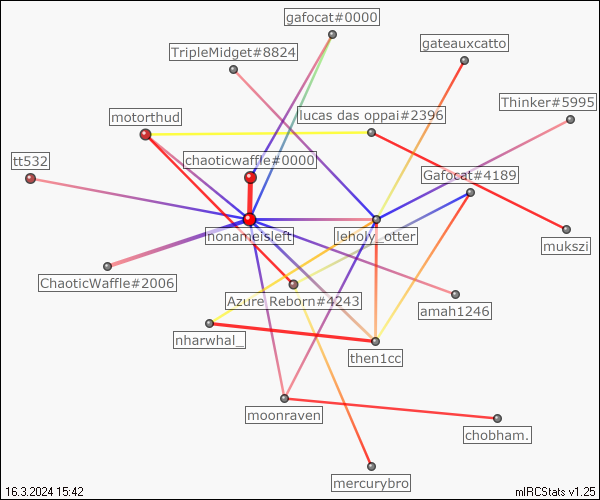 gafocat#0000
gateauxcatto
TripleMidget#8824
Thinker#5995
motorthud
lucas das oppai#2396
tt532
chaoticwaffle#0000
Gafocat#4189
nonameisleft
leholy_otter
mukszi
ChaoticWaffle#2006
Azure Reborn#4243
amah1246
nharwhal_
then1cc
moonraven
chobham.
mercurybro
16.3.2024 15:42
mIRCStats v1.25